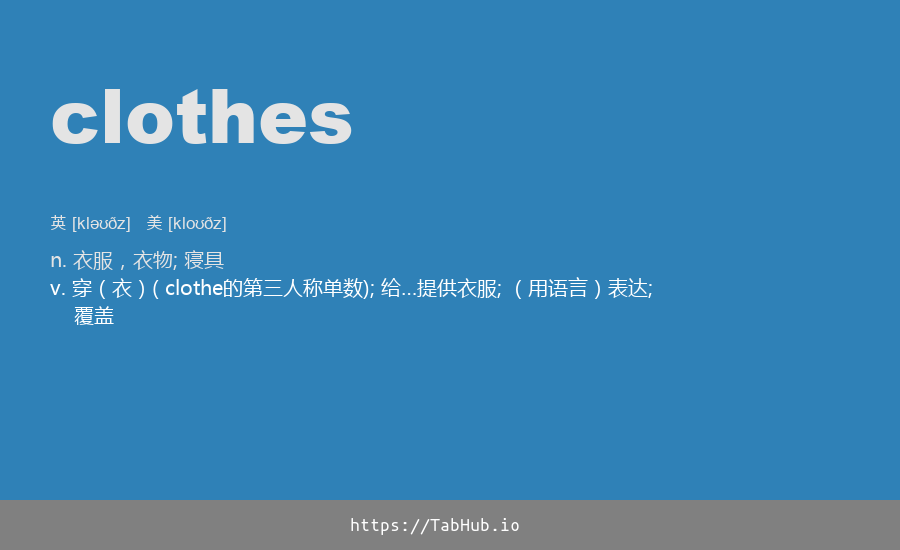 clothes
英 [kləʊðz] 美 [kloʊðz]
n. 衣服，衣物; 寝具
v. 穿（衣）( clothe的第三人称单数); 给…提供衣服; （用语言）表达;
覆盖
https://TabHub.io